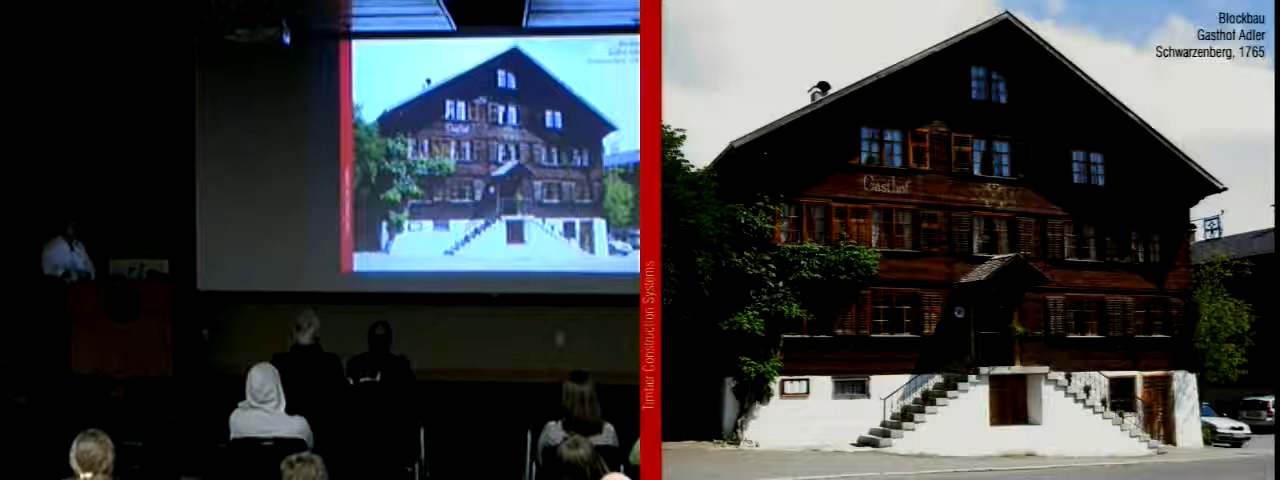 Blockbau
Gasthof Adler
Schwarzenberg, 1765
Gasthof
Timber Construction Systems